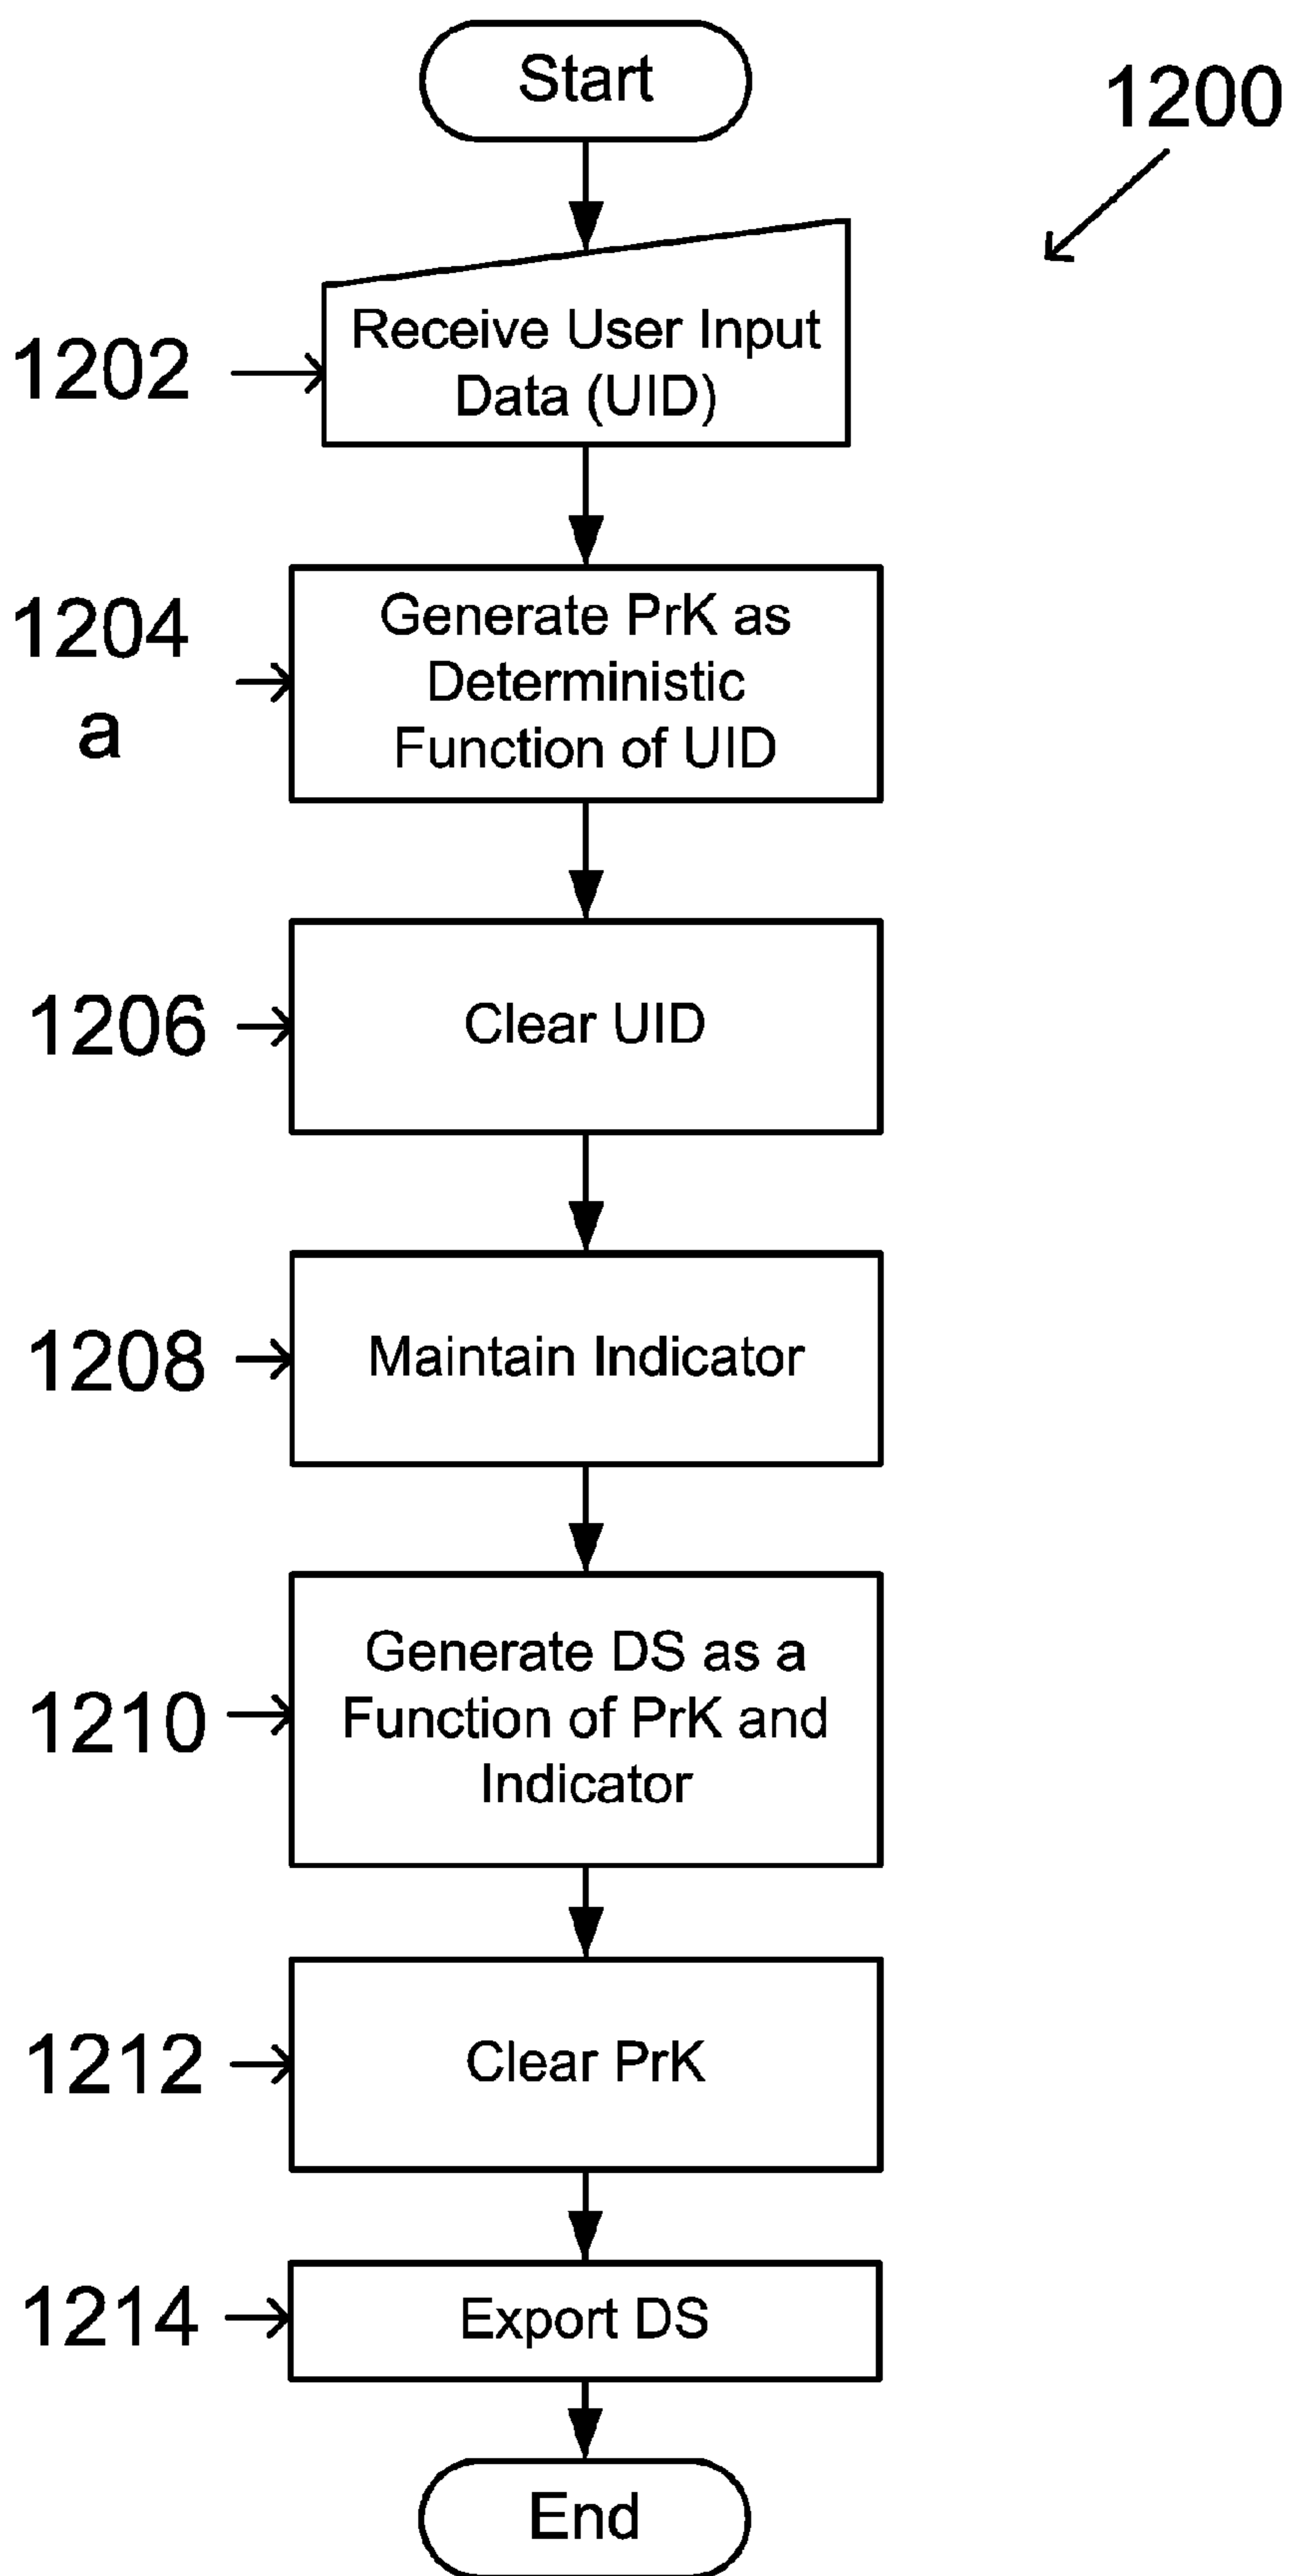 Start
1200
1202
Receive User Input
Data (UID)
1204
a
Generate PrK as
Deterministic
Function of UID
1206
Clear UID
1208
Maintain Indicator
1210
Generate DS as a
Function of PrK and
Indicator
1212
Clear PrK
1214
Export DS
End